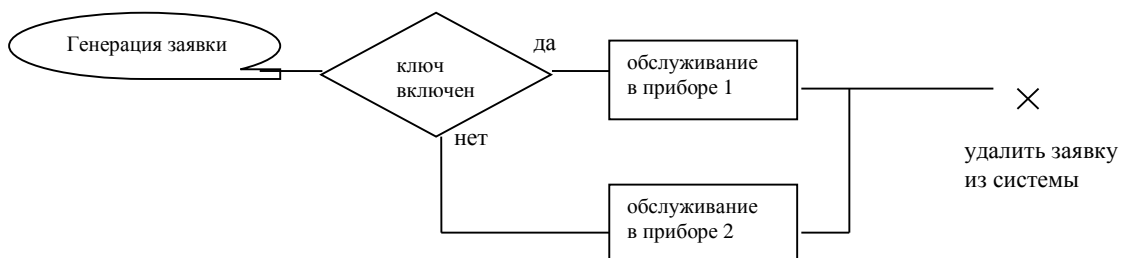 Генерация заявки
ключ
включен
да
нет
обслуживание
в приборе 1
обслуживание
в приборе 2
удалить заявку
из системы